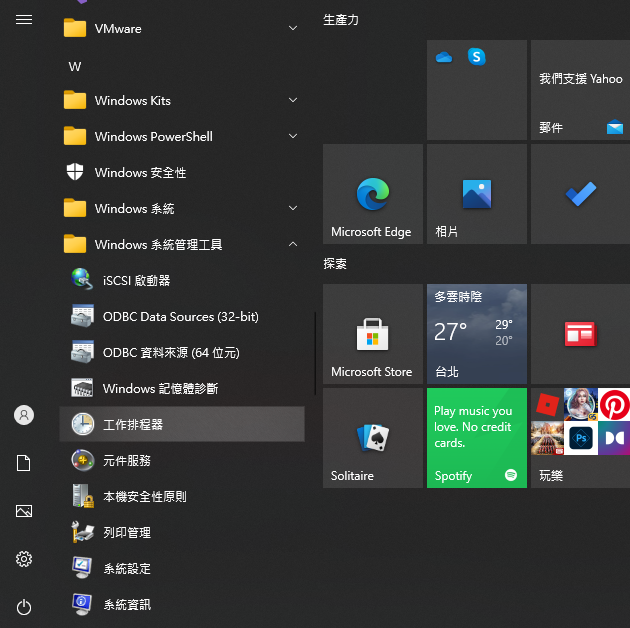 VMware
W
Windows Kits
Windows PowerShell
Windows 安全性
Windows 系統
Windows 系統管理工具
iSCSI 啟動器
ODBC Data Sources (32-bit)
ODBC 資料來源 (64 位元)
Windows 記憶體診斷
工作排程器
元件服務
本機安全性原則
列印管理
系統設定
系統資訊
生產力
S
我們支援 Yahoo
郵件
Microsoft Edge
相片
探索
Microsoft Store
多雲時陰
27°
29°
20°
台北
Solitaire
Play music you
love. No credit
cards.
Spotify
Ps
玩樂